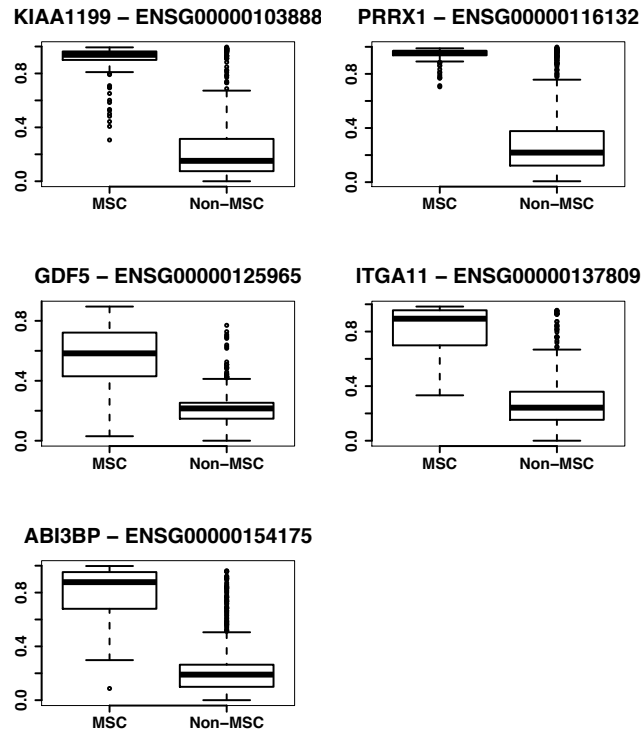 KIAA1199 − ENSG00000103888
0.0 0.4 0.8
MSC Non−MSC
PRRX1 − ENSG00000116132
0.0 0.4 0.8
MSC Non−MSC
GDF5 − ENSG00000125965
0.0 0.4 0.8
MSC Non−MSC
ITGA11 − ENSG00000137809
0.0 0.4 0.8
MSC Non−MSC
ABI3BP − ENSG00000154175
0.0 0.4 0.8
MSC Non−MSC